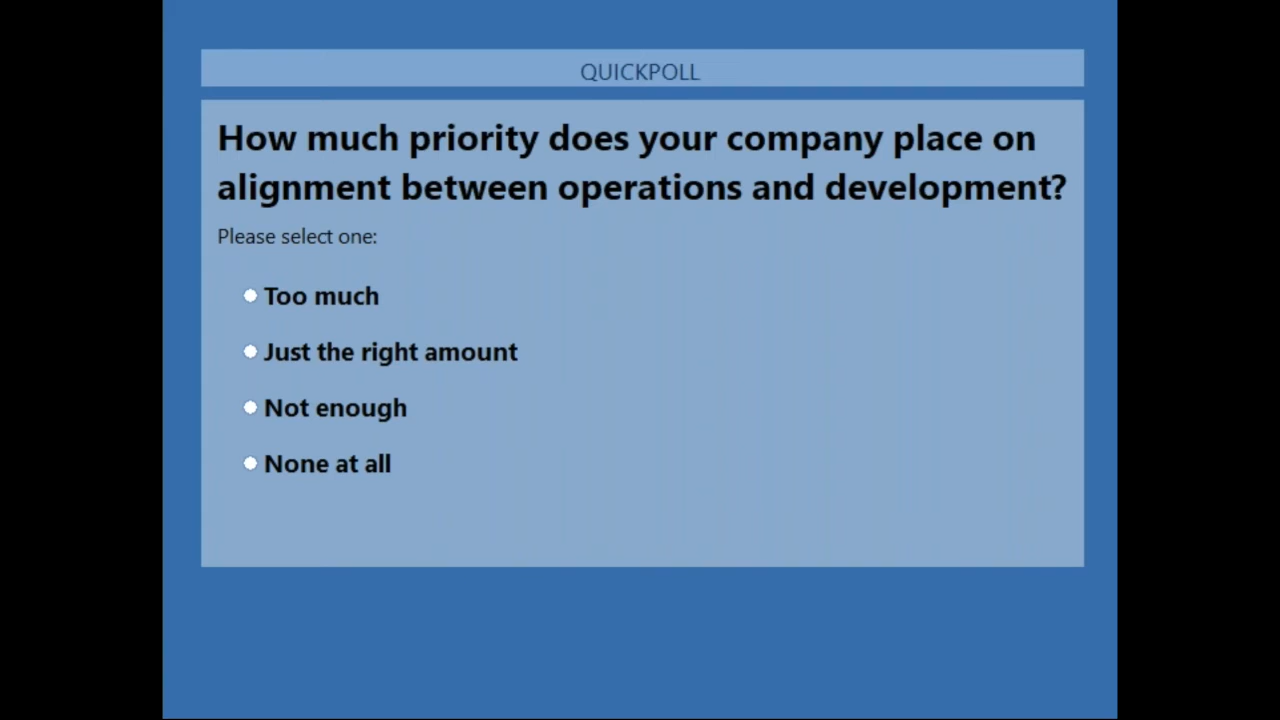 QUICKPOLL
How much priority does your company place on
alignment between operations and development?
Please select one:
Too much
Just the right amount
Not enough
None at all